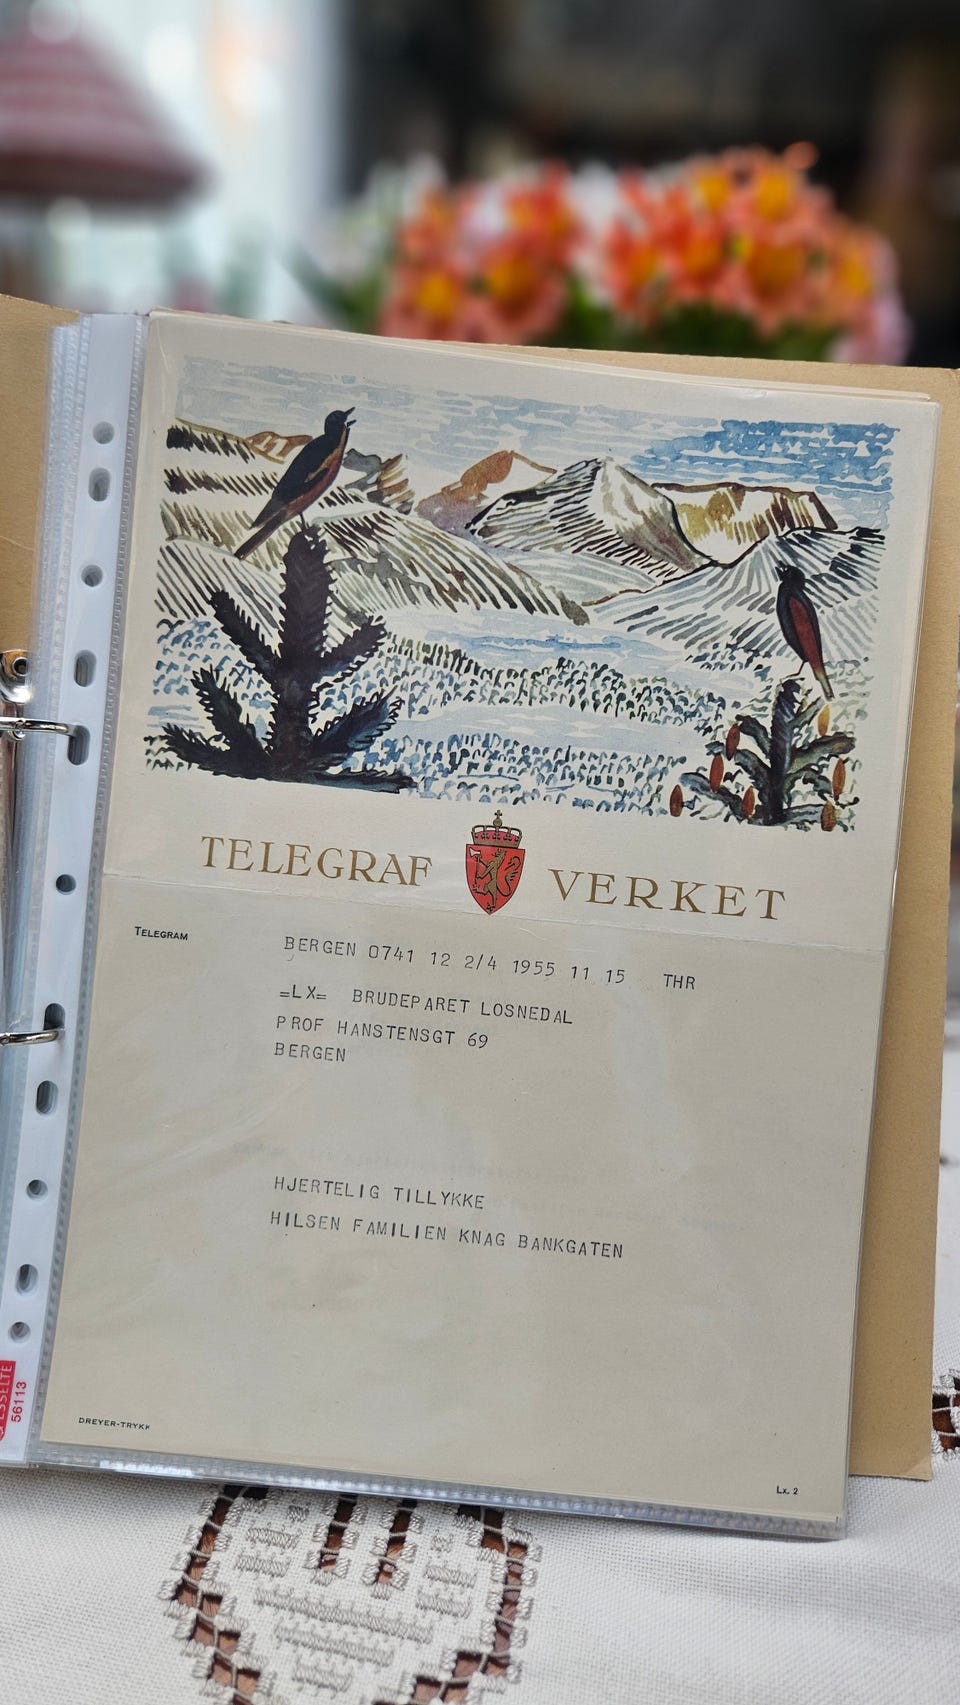 TELEGRAF VERKET
TELEGRAM
BERGEN 0741 12 2/4 1955 11 15 THR
=LX= BRUDEPARET LOSNEDAL
PROF HANSTENSGT 69
BERGEN
HJERTELIG TILLYKKE
HILSEN FAMILIEN KNAG BANKGATEN
DREYER-TRYKK
Lx. 2
ESSELTE
56113